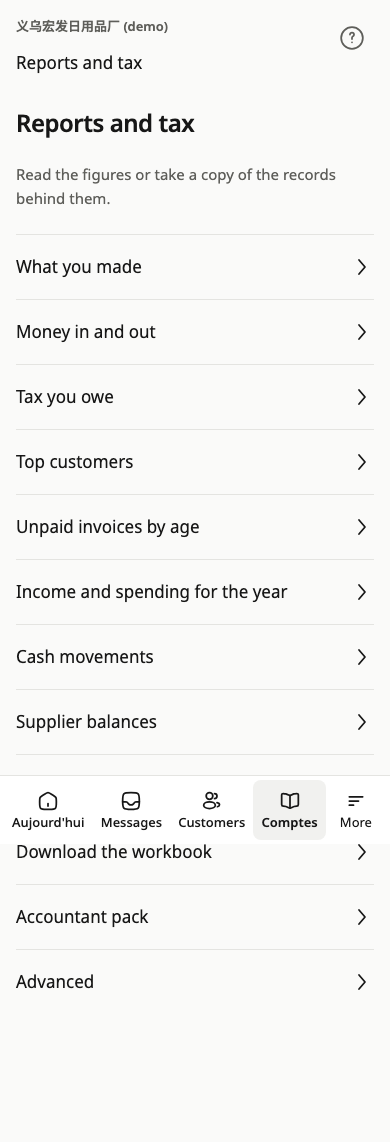 义乌宏发日用品厂 (demo)
Reports and tax
Reports and tax
Read the figures or take a copy of the records
behind them.
What you made
Money in and out
Tax you owe
Top customers
Unpaid invoices by age
Income and spending for the year
Cash movements
Supplier balances
Aujourd'hui Messages Customers Comptes More
Download the workbook
Accountant pack
Advanced